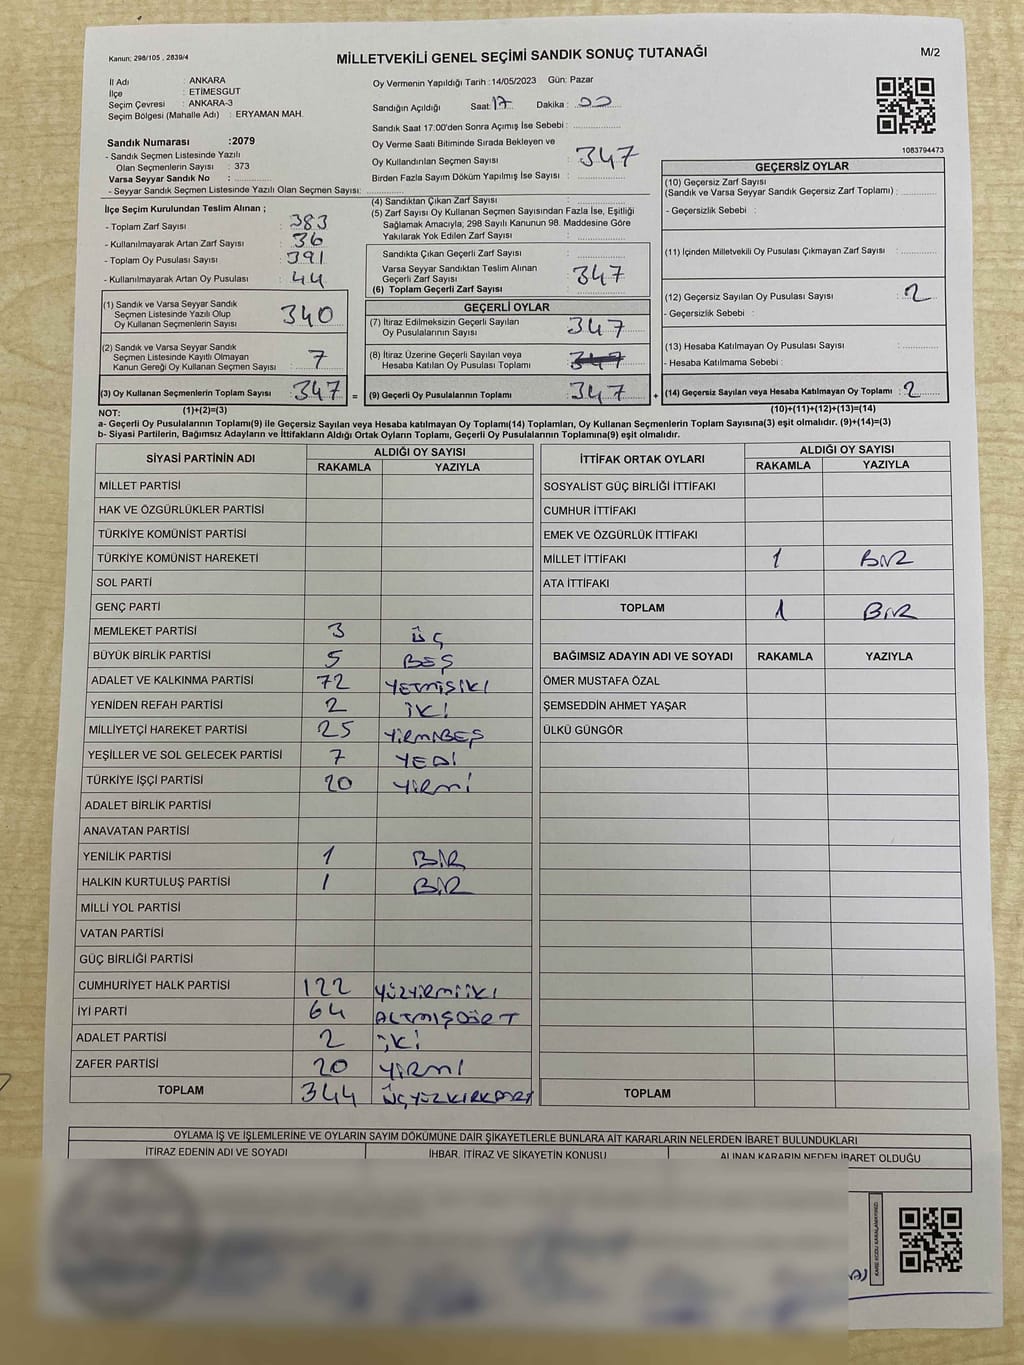 Kanun: 298/105 , 2839/4
MİLLETVEKİLİ GENEL SEÇİMİ SANDIK SONUÇ TUTANAĞI
M/2
İl Adı : ANKARA
İlçe : ETİMESGUT
Seçim Çevresi : ANKARA-3
Seçim Bölgesi (Mahalle Adı) : ERYAMAN MAH.
Oy Vermenin Yapıldığı Tarih : 14/05/2023 Gün: Pazar
Sandığın Açıldığı Saat: 17 Dakika : 00
Sandık Saat 17:00'den Sonra Açımış İse Sebebi :
Oy Verme Saati Bitiminde Sırada Bekleyen ve
Oy Kullandırılan Seçmen Sayısı : 347
Birden Fazla Sayım Döküm Yapılmış İse Sayısı :
1083794473
Sandık Numarası :2079
- Sandık Seçmen Listesinde Yazılı
Olan Seçmenlerin Sayısı : 373
Varsa Seyyar Sandık No :
- Seyyar Sandık Seçmen Listesinde Yazılı Olan Seçmen Sayısı:
İlçe Seçim Kurulundan Teslim Alınan ;
- Toplam Zarf Sayısı : 383
- Kullanılmayarak Artan Zarf Sayısı : 36
- Toplam Oy Pusulası Sayısı : 391
- Kullanılmayarak Artan Oy Pusulası : 44
(1) Sandık ve Varsa Seyyar Sandık
Seçmen Listesinde Yazılı Olup
Oy Kullanan Seçmenlerin Sayısı 340
(2) Sandık ve Varsa Seyyar Sandık
Seçmen Listesinde Kayıtlı Olmayan
Kanun Gereği Oy Kullanan Seçmen Sayısı : 7
(3) Oy Kullanan Seçmenlerin Toplam Sayısı : 347 =
(1)+(2)=(3)
(4) Sandıktan Çıkan Zarf Sayısı :
(5) Zarf Sayısı Oy Kullanan Seçmen Sayısından Fazla İse, Eşitliği
Sağlamak Amacıyla, 298 Sayılı Kanunun 98. Maddesine Göre
Yakılarak Yok Edilen Zarf Sayısı :
Sandıkta Çıkan Geçerli Zarf Sayısı :
Varsa Seyyar Sandıktan Teslim Alınan
Geçerli Zarf Sayısı : 347
(6) Toplam Geçerli Zarf Sayısı :
GEÇERLİ OYLAR
(7) İtiraz Edilmeksizin Geçerli Sayılan
Oy Pusulalarının Sayısı : 347
(8) İtiraz Üzerine Geçerli Sayılan veya
Hesaba Katılan Oy Pusulası Toplamı : 347
(9) Geçerli Oy Pusulalarının Toplamı : 347 +
GEÇERSİZ OYLAR
(10) Geçersiz Zarf Sayısı
(Sandık ve Varsa Seyyar Sandık Geçersiz Zarf Toplamı) :
- Geçersizlik Sebebi :
(11) İçinden Milletvekili Oy Pusulası Çıkmayan Zarf Sayısı :
(12) Geçersiz Sayılan Oy Pusulası Sayısı : 2
- Geçersizlik Sebebi :
(13) Hesaba Katılmayan Oy Pusulası Sayısı :
- Hesaba Katılmama Sebebi :
(14) Geçersiz Sayılan veya Hesaba Katılmayan Oy Toplamı : 2
(10)+(11)+(12)+(13)=(14)
NOT:
a- Geçerli Oy Pusulalarının Toplamı(9) ile Geçersiz Sayılan veya Hesaba katılmayan Oy Toplamı(14) Toplamları, Oy Kullanan Seçmenlerin Toplam Sayısına(3) eşit olmalıdır. (9)+(14)=(3)
b- Siyasi Partilerin, Bağımsız Adayların ve İttifakların Aldığı Ortak Oyların Toplamı, Geçerli Oy Pusulalarının Toplamına(9) eşit olmalıdır.
SİYASİ PARTİNİN ADI ALDIĞI OY SAYISI
RAKAMLA YAZIYLA
MİLLET PARTİSİ
HAK VE ÖZGÜRLÜKLER PARTİSİ
TÜRKİYE KOMÜNİST PARTİSİ
TÜRKİYE KOMÜNİST HAREKETİ
SOL PARTİ
GENÇ PARTİ
MEMLEKET PARTİSİ 3 ÜÇ
BÜYÜK BİRLİK PARTİSİ 5 BEŞ
ADALET VE KALKINMA PARTİSİ 72 YETMİŞİKİ
YENİDEN REFAH PARTİSİ 2 İKİ
MİLLİYETÇİ HAREKET PARTİSİ 25 YİRMİBEŞ
YEŞİLLER VE SOL GELECEK PARTİSİ 7 YEDİ
TÜRKİYE İŞÇİ PARTİSİ 20 YİRMİ
ADALET BİRLİK PARTİSİ
ANAVATAN PARTİSİ
YENİLİK PARTİSİ 1 BİR
HALKIN KURTULUŞ PARTİSİ 1 BİR
MİLLİ YOL PARTİSİ
VATAN PARTİSİ
GÜÇ BİRLİĞİ PARTİSİ
CUMHURİYET HALK PARTİSİ 122 YÜZYİRMİİKİ
İYİ PARTİ 64 ALTMIŞDÖRT
ADALET PARTİSİ 2 İKİ
ZAFER PARTİSİ 20 YİRMİ
TOPLAM 344 ÜÇYÜZKIRKDÖRT
İTTİFAK ORTAK OYLARI ALDIĞI OY SAYISI
RAKAMLA YAZIYLA
SOSYALİST GÜÇ BİRLİĞİ İTTİFAKI
CUMHUR İTTİFAKI
EMEK VE ÖZGÜRLÜK İTTİFAKI
MİLLET İTTİFAKI 1 BİR
ATA İTTİFAKI
TOPLAM 1 BİR
BAĞIMSIZ ADAYIN ADI VE SOYADI RAKAMLA YAZIYLA
ÖMER MUSTAFA ÖZAL
ŞEMSEDDİN AHMET YAŞAR
ÜLKÜ GÜNGÖR
TOPLAM
OYLAMA İŞ VE İŞLEMLERİNE VE OYLARIN SAYIM DÖKÜMÜNE DAİR ŞİKAYETLERLE BUNLARA AİT KARARLARIN NELERDEN İBARET BULUNDUKLARI
İTİRAZ EDENİN ADI VE SOYADI İHBAR, İTİRAZ VE ŞİKAYETİN KONUSU ALINAN KARARIN NEDEN İBARET OLDUĞU